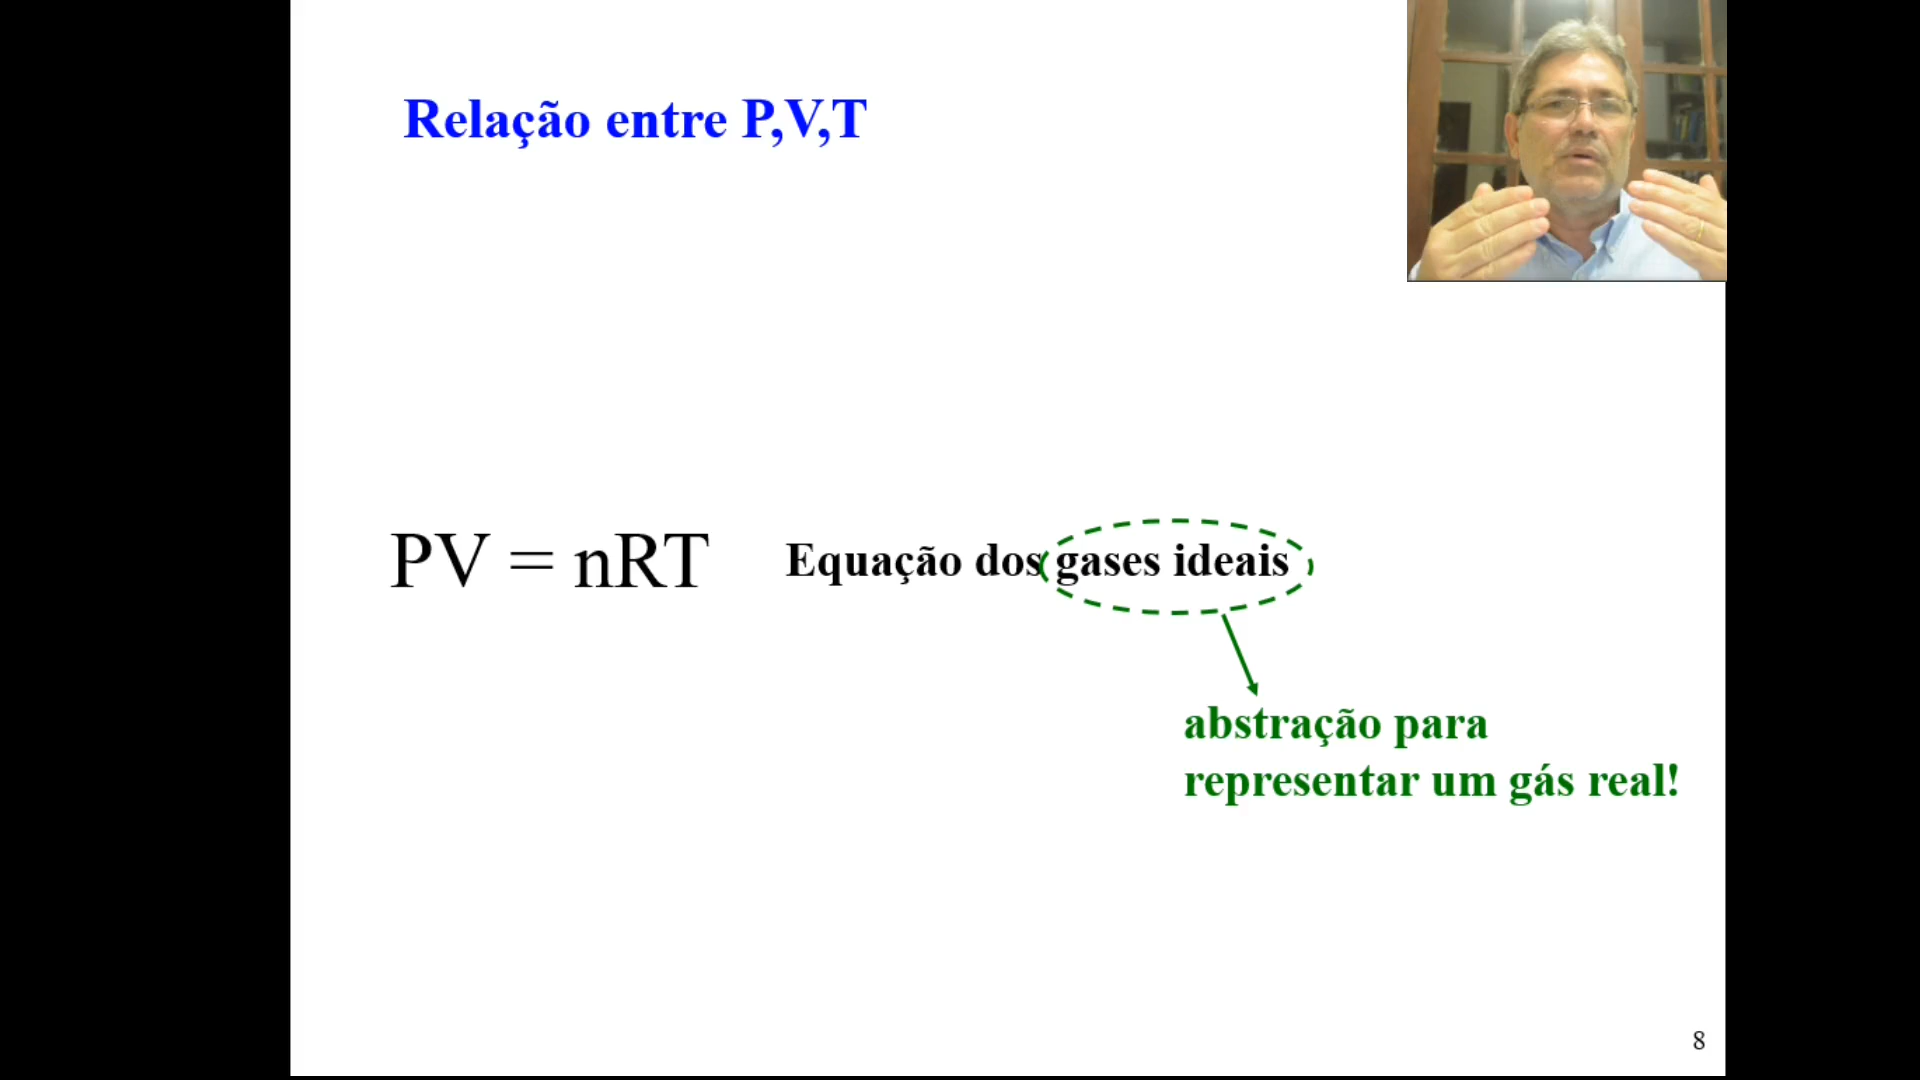 Relação entre P,V,T
PV = nRT
Equação dos gases ideais
abstração para
representar um gás real!
8